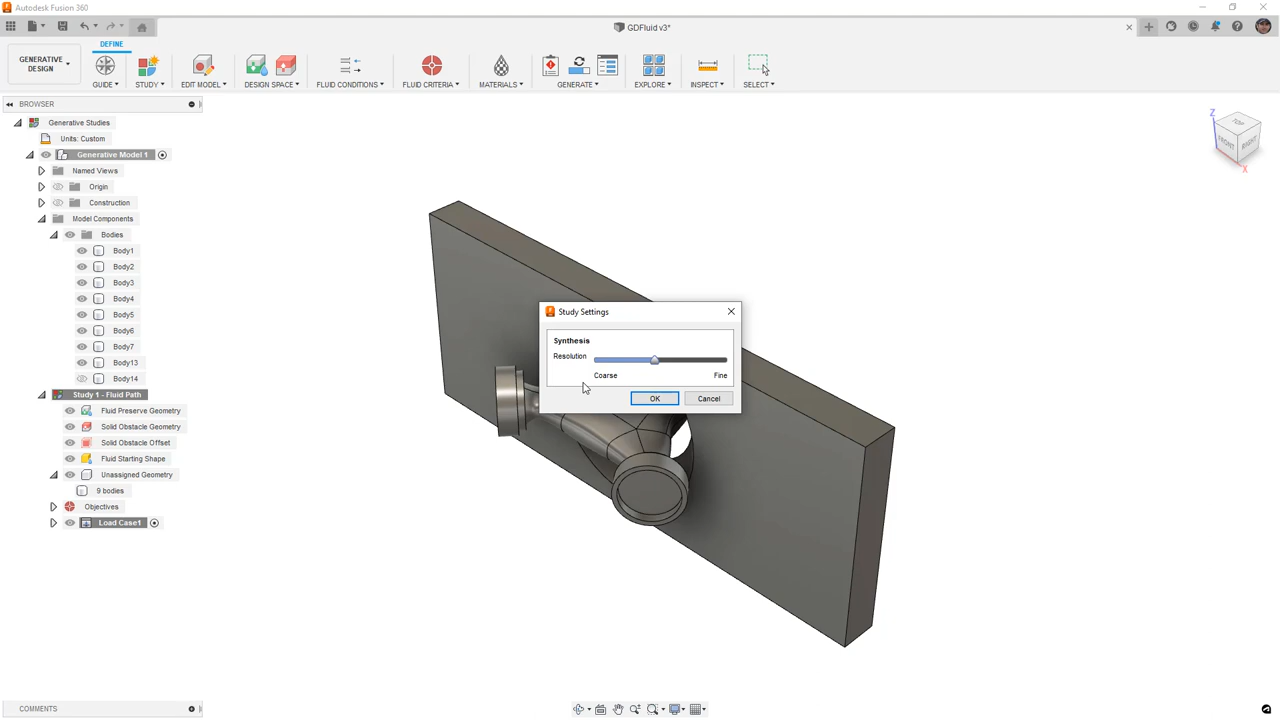 Autodesk Fusion 360
GDFluid v3*
DEFINE
GENERATIVE
DESIGN
GUIDE
STUDY
EDIT MODEL
DESIGN SPACE
FLUID CONDITIONS
FLUID CRITERIA
MATERIALS
GENERATE
EXPLORE
INSPECT
SELECT
BROWSER
Generative Studies
Units: Custom
Generative Model 1
Named Views
Origin
Construction
Model Components
Bodies
Body1
Body2
Body3
Body4
Body5
Body6
Body7
Body13
Body14
Study 1 - Fluid Path
Fluid Preserve Geometry
Solid Obstacle Geometry
Solid Obstacle Offset
Fluid Starting Shape
Unassigned Geometry
9 bodies
Objectives
Load Case1
Study Settings
Synthesis
Resolution
Coarse
Fine
OK
Cancel
Z
TOP
FRONT
RIGHT
X
COMMENTS